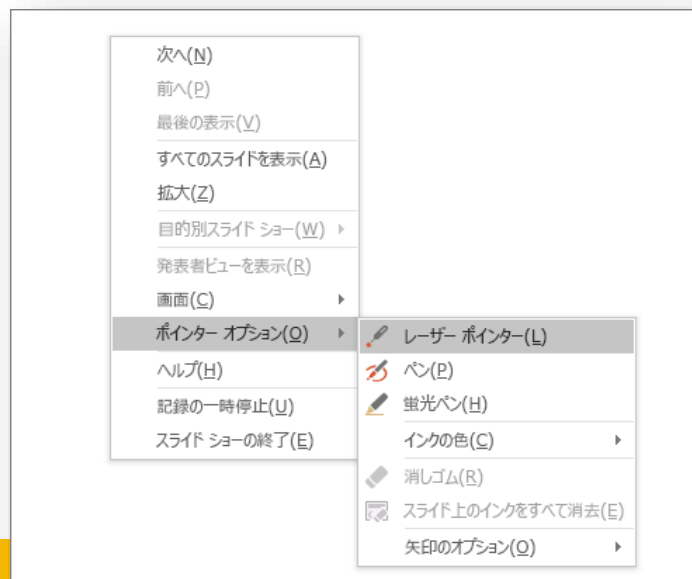 次へ(N)
前へ(P)
最後の表示(V)
すべてのスライドを表示(A)
拡大(Z)
目的別スライド ショー(W)
発表者ビューを表示(R)
画面(C)
ポインター オプション(O)
ヘルプ(H)
記録の一時停止(U)
スライド ショーの終了(E)
レーザー ポインター(L)
ペン(P)
蛍光ペン(H)
インクの色(C)
消しゴム(R)
スライド上のインクをすべて消去(E)
矢印のオプション(O)